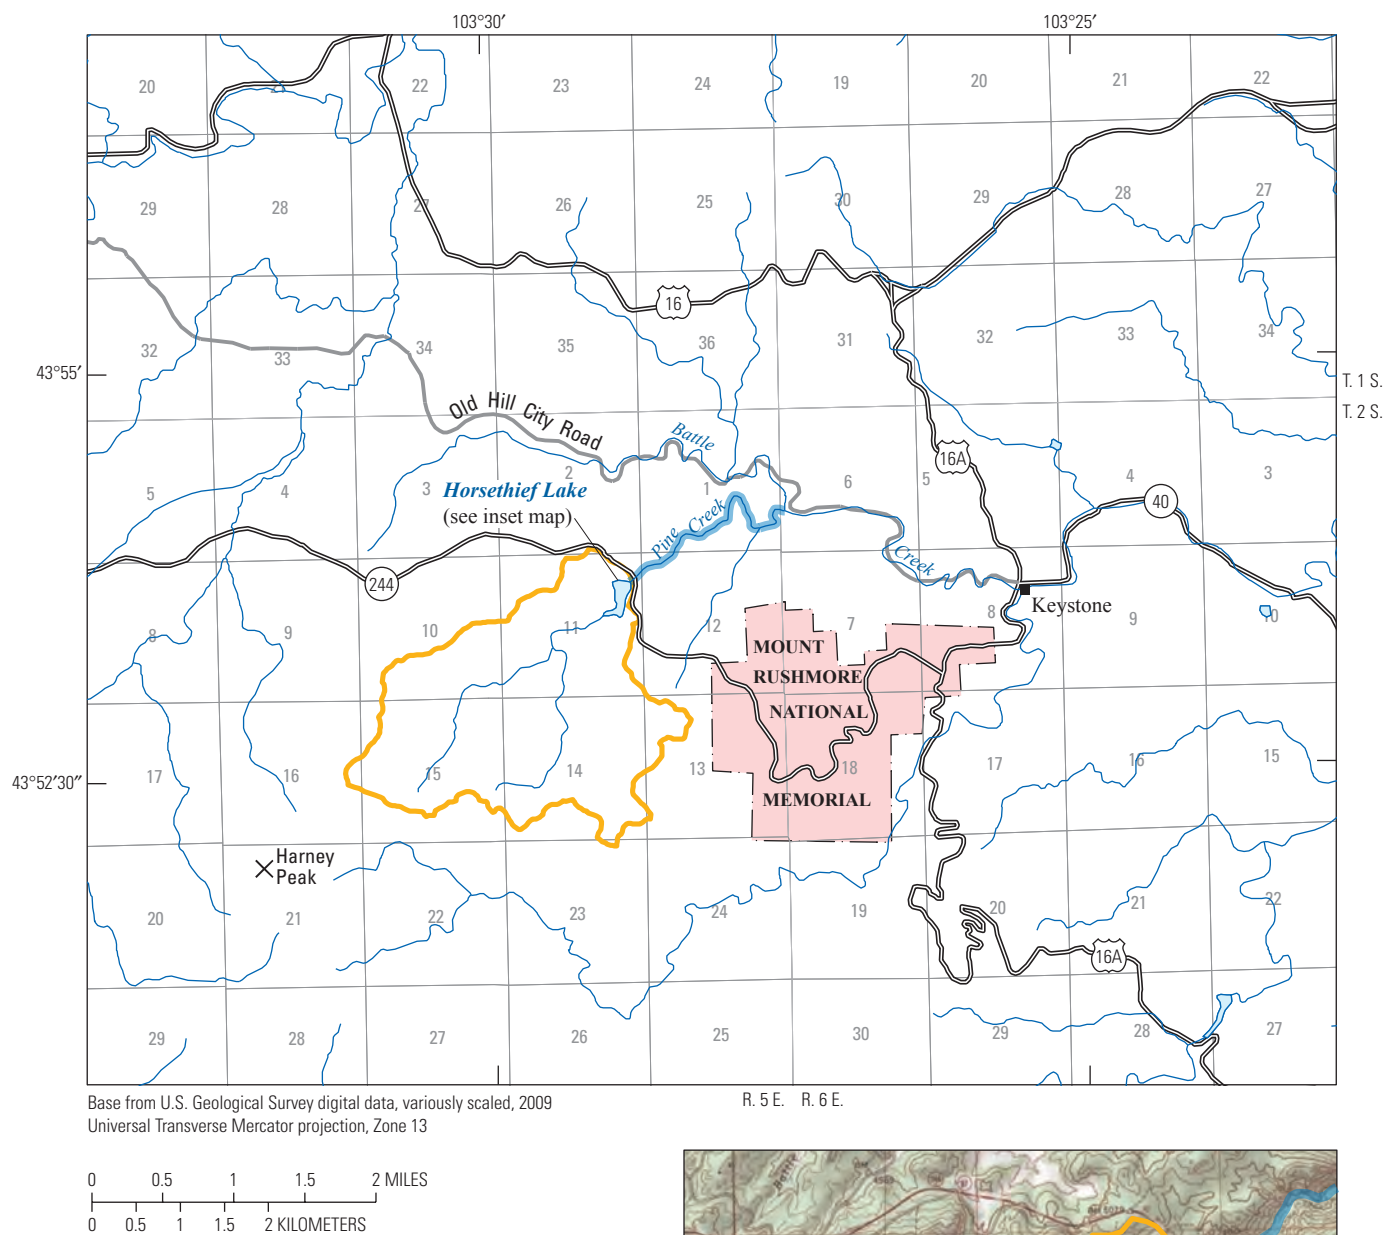 103°30′ 103°25′
20 21 22 23 24 19 20 21 22
29 28 27 26 25 30 29 28 27
16
32 33 34 35 36 31 32 33 34
43°55′
T. 1 S.
T. 2 S.
Old Hill City Road
Battle
16A
5 4 3 2 1 6 5 4 3
Horsethief Lake
(see inset map)
Pine Creek
40
Creek
244
Keystone
8 9 10 11 12 7 8 9 10
MOUNT
RUSHMORE
NATIONAL
MEMORIAL
17 16 15 14 13 18 17 16 15
43°52′30″
Harney
Peak
20 21 22 23 24 19 20 21 22
16A
29 28 27 26 25 30 29 28 27
Base from U.S. Geological Survey digital data, variously scaled, 2009
Universal Transverse Mercator projection, Zone 13
R. 5 E. R. 6 E.
0 0.5 1 1.5 2 MILES
0 0.5 1 1.5 2 KILOMETERS